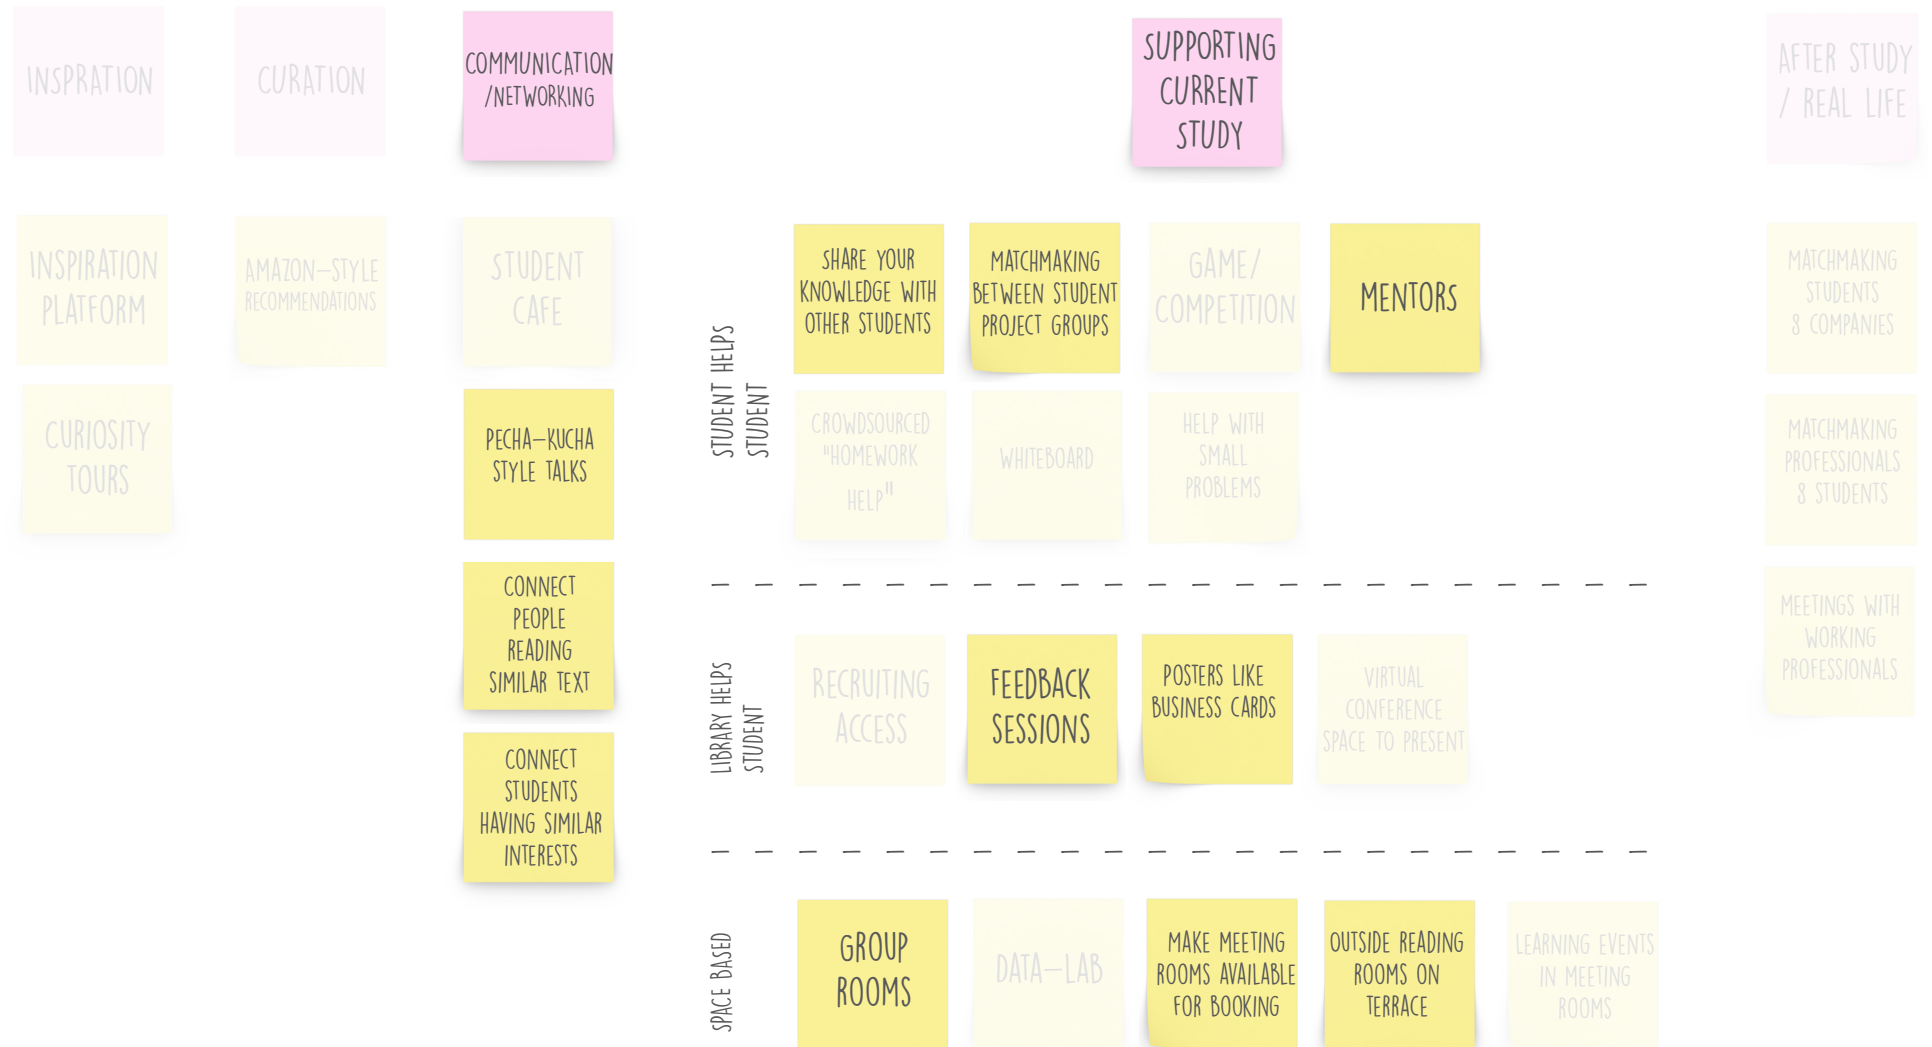 INSPRATION
CURATION
COMMUNICATION
/NETWORKING
SUPPORTING
CURRENT
STUDY
AFTER STUDY
/ REAL LIFE
INSPIRATION
PLATFORM
CURIOSITY
TOURS
AMAZON-STYLE
RECOMMENDATIONS
STUDENT
CAFE
PECHA-KUCHA
STYLE TALKS
CONNECT
PEOPLE
READING
SIMILAR TEXT
CONNECT
STUDENTS
HAVING SIMILAR
INTERESTS
STUDENT HELPS
STUDENT
SHARE YOUR
KNOWLEDGE WITH
OTHER STUDENTS
MATCHMAKING
BETWEEN STUDENT
PROJECT GROUPS
GAME/
COMPETITION
MENTORS
CROWDSOURCED
"HOMEWORK
HELP"
WHITEBOARD
HELP WITH
SMALL
PROBLEMS
LIBRARY HELPS
STUDENT
RECRUITING
ACCESS
FEEDBACK
SESSIONS
POSTERS LIKE
BUSINESS CARDS
VIRTUAL
CONFERENCE
SPACE TO PRESENT
SPACE BASED
GROUP
ROOMS
DATA-LAB
MAKE MEETING
ROOMS AVAILABLE
FOR BOOKING
OUTSIDE READING
ROOMS ON
TERRACE
LEARNING EVENTS
IN MEETING
ROOMS
MATCHMAKING
STUDENTS
& COMPANIES
MATCHMAKING
PROFESSIONALS
& STUDENTS
MEETINGS WITH
WORKING
PROFESSIONALS